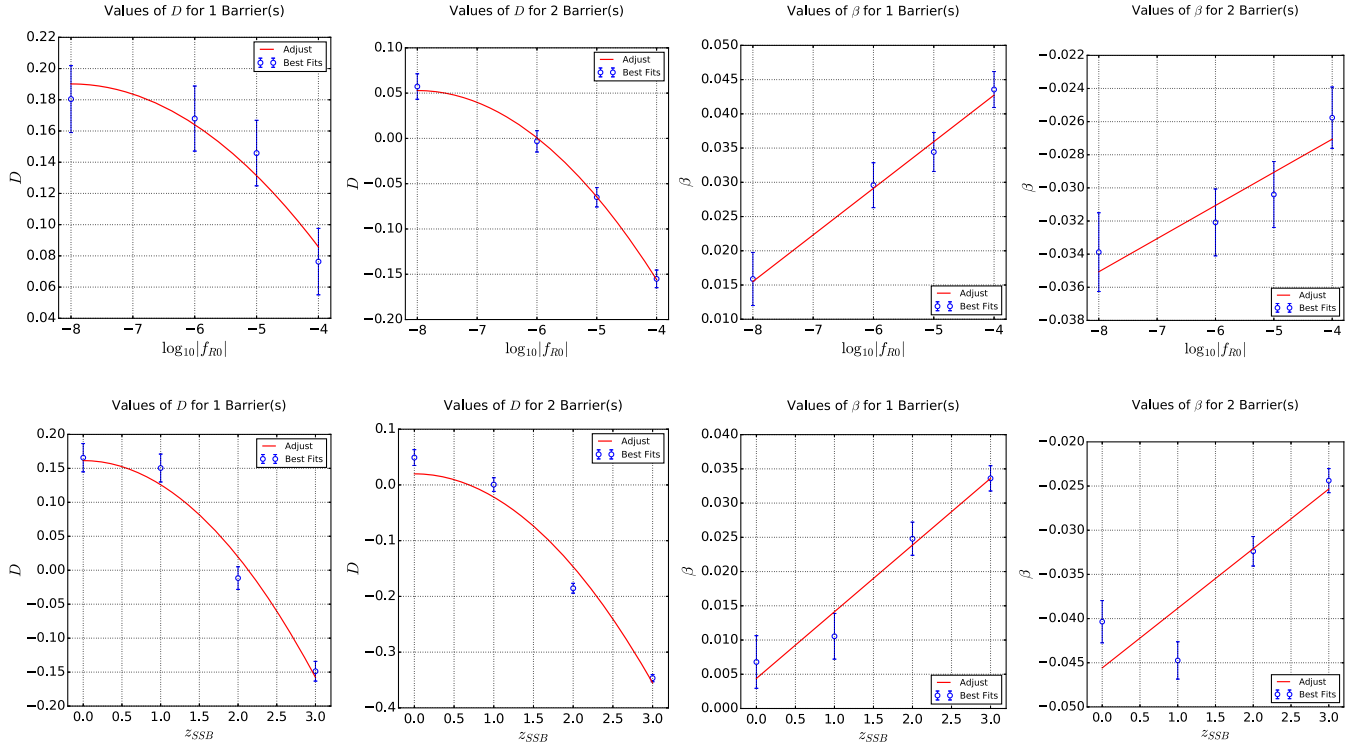 Values of D for 1 Barrier(s)
0.22
0.20
0.18
0.16
0.14
0.12
0.10
0.08
0.06
0.04
D
Adjust
Best Fits
−8 −7 −6 −5 −4
log10|fR0|
Values of D for 2 Barrier(s)
0.10
0.05
0.00
−0.05
−0.10
−0.15
−0.20
D
Adjust
Best Fits
−8 −7 −6 −5 −4
log10|fR0|
Values of β for 1 Barrier(s)
0.050
0.045
0.040
0.035
0.030
0.025
0.020
0.015
0.010
β
Adjust
Best Fits
−8 −7 −6 −5 −4
log10|fR0|
Values of β for 2 Barrier(s)
−0.022
−0.024
−0.026
−0.028
−0.030
−0.032
−0.034
−0.036
−0.038
β
Adjust
Best Fits
−8 −7 −6 −5 −4
log10|fR0|
Values of D for 1 Barrier(s)
0.20
0.15
0.10
0.05
0.00
−0.05
−0.10
−0.15
−0.20
D
Adjust
Best Fits
0.0 0.5 1.0 1.5 2.0 2.5 3.0
zSSB
Values of D for 2 Barrier(s)
0.1
0.0
−0.1
−0.2
−0.3
−0.4
D
Adjust
Best Fits
0.0 0.5 1.0 1.5 2.0 2.5 3.0
zSSB
Values of β for 1 Barrier(s)
0.040
0.035
0.030
0.025
0.020
0.015
0.010
0.005
0.000
β
Adjust
Best Fits
0.0 0.5 1.0 1.5 2.0 2.5 3.0
zSSB
Values of β for 2 Barrier(s)
−0.020
−0.025
−0.030
−0.035
−0.040
−0.045
−0.050
β
Adjust
Best Fits
0.0 0.5 1.0 1.5 2.0 2.5 3.0
zSSB